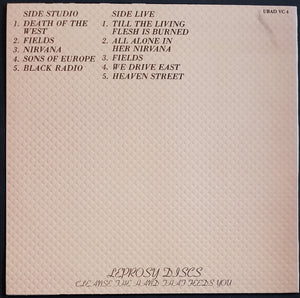 UBAD VC 4
SIDE STUDIO
1. DEATH OF THE WEST
2. FIELDS
3. NIRVANA
4. SONS OF EUROPE
5. BLACK RADIO
SIDE LIVE
1. TILL THE LIVING
FLESH IS BURNED
2. ALL ALONE IN
HER NIRVANA
3. FIELDS
4. WE DRIVE EAST
5. HEAVEN STREET
LEPROSY DISCS
CLEANSE THE HAND THAT FEEDS YOU